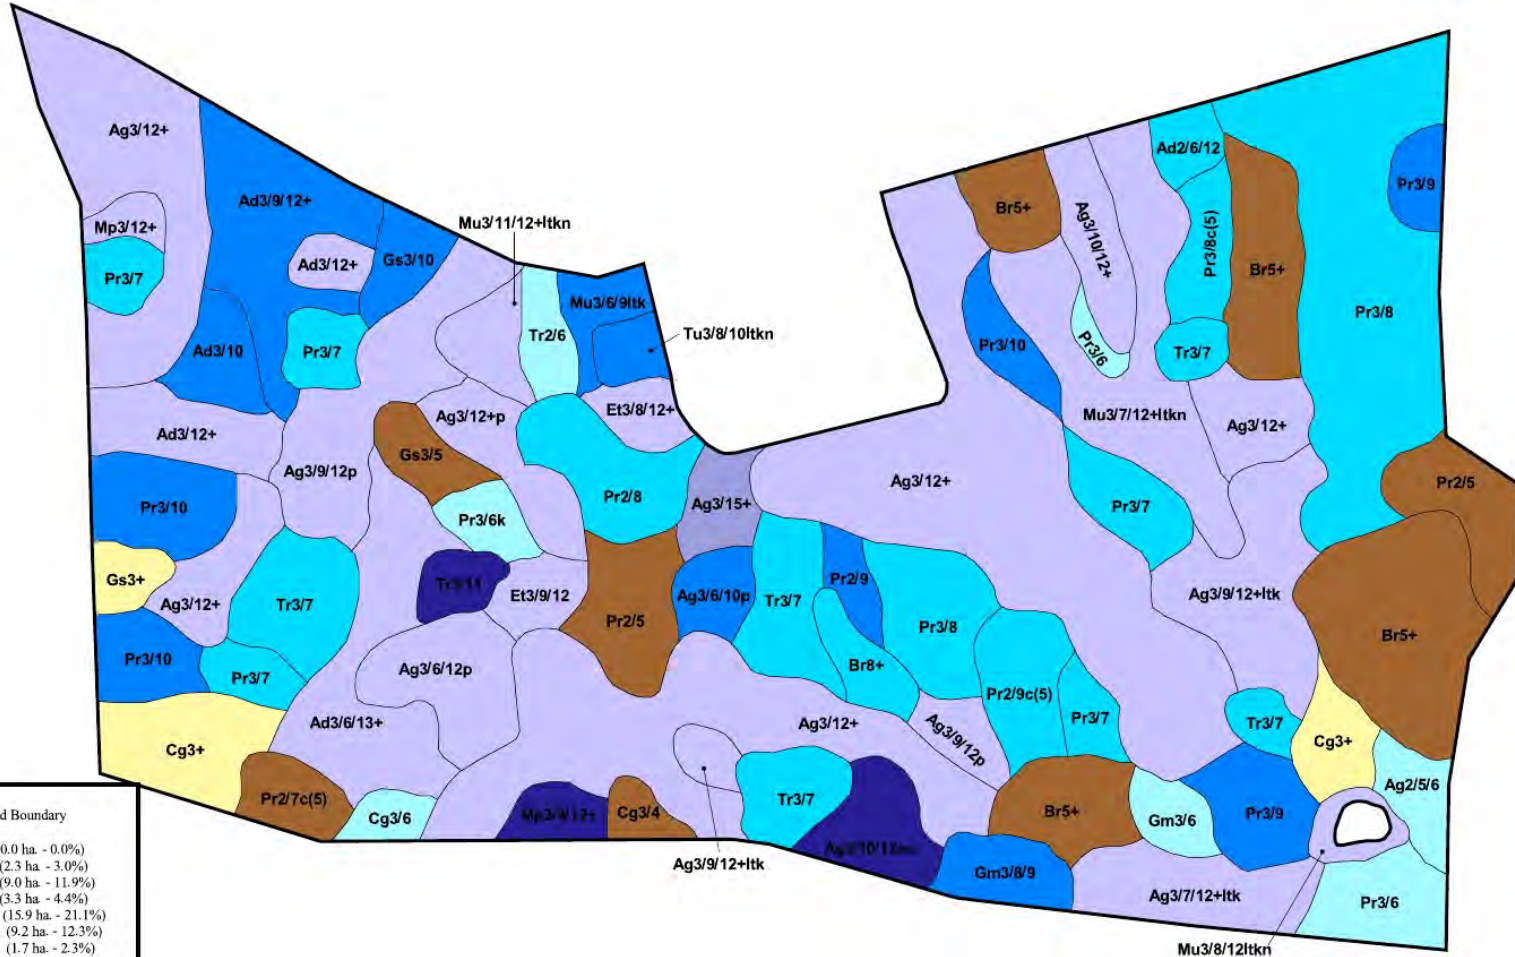 Ag3/12+
Mp3/12+
Pr3/7
Ad3/9/12+
Ad3/12+
Gs3/10
Mu3/11/12+ltkn
Ad3/10
Pr3/7
Tr2/6
Mu3/6/9ltk
Tu3/8/10ltkn
Et3/8/12+
Ad3/12+
Ag3/9/12p
Ag3/12+p
Gs3/5
Pr3/10
Pr3/6k
Pr2/8
Ag3/15+
Gs3+
Ag3/12+
Tr3/7
Et3/9/12
Pr2/5
Ag3/6/10p
Tr3/7
Pr2/9
Pr3/8
Br8+
Pr3/10
Pr3/7
Ag3/6/12p
Ad3/6/13+
Cg3+
Pr2/7c(5)
Cg3/6
Cg3/4
Ag3/12+
Ag3/9/12p
Pr2/9c(5)
Pr3/7
Tr3/7
Ag3/9/12+ltk
Gm3/8/9
Br5+
Gm3/6
Pr3/9
Ag3/7/12+ltk
Mu3/8/12ltkn
Pr3/6
Ag2/5/6
Cg3+
Tr3/7
Br5+
Pr2/5
Ag3/9/12+ltk
Ag3/12+
Pr3/7
Ag3/12+
Mu3/7/12+ltkn
Pr3/10
Br5+
Ag3/10/12+
Pr3/6
Ad2/6/12
Pr3/8c(5)
Tr3/7
Br5+
Pr3/8
Pr3/9
d Boundary
0.0 ha. - 0.0%)
(2.3 ha. - 3.0%)
(9.0 ha. - 11.9%)
(3.3 ha. - 4.4%)
(15.9 ha. - 21.1%)
(9.2 ha. - 12.3%)
(1.7 ha. - 2.3%)